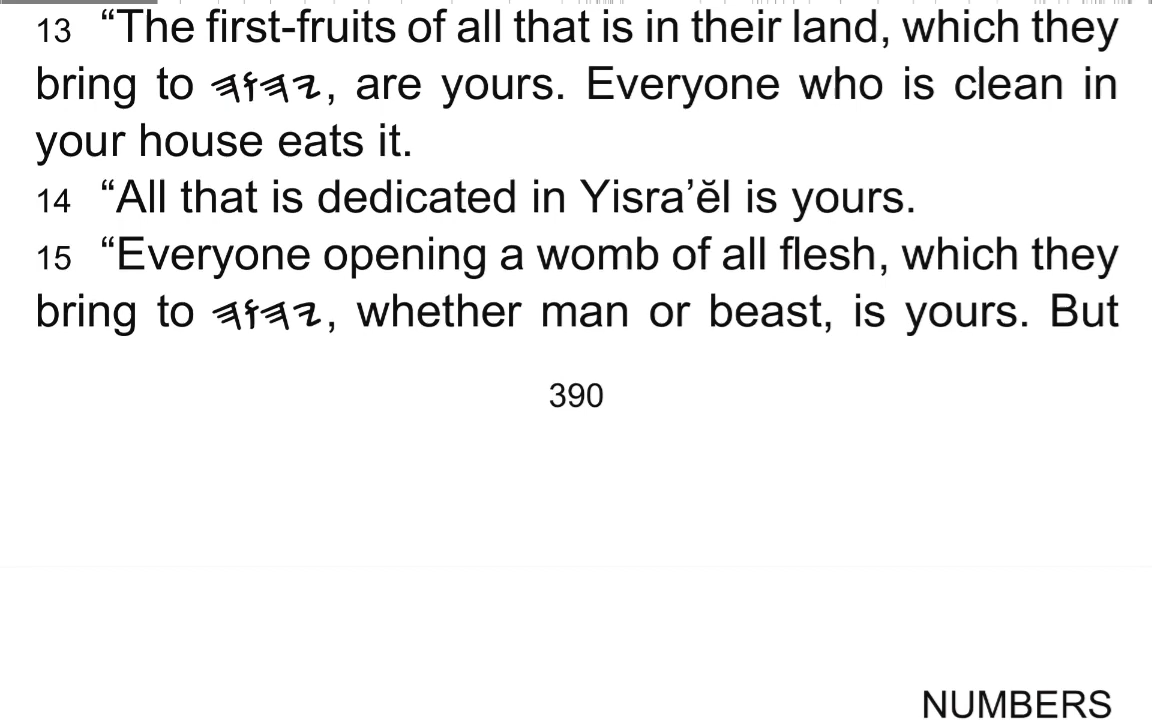 13 “The first-fruits of all that is in their land, which they
bring to 𐤉𐤄𐤅𐤄, are yours. Everyone who is clean in
your house eats it.
14 “All that is dedicated in Yisra’ĕl is yours.
15 “Everyone opening a womb of all flesh, which they
bring to 𐤉𐤄𐤅𐤄, whether man or beast, is yours. But
390
NUMBERS